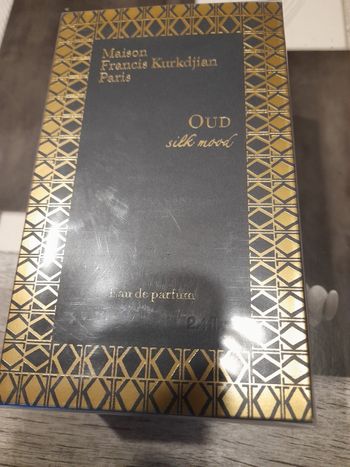 Maison
Francis Kurkdjian
Paris
OUD
silk mood
Eau de parfum